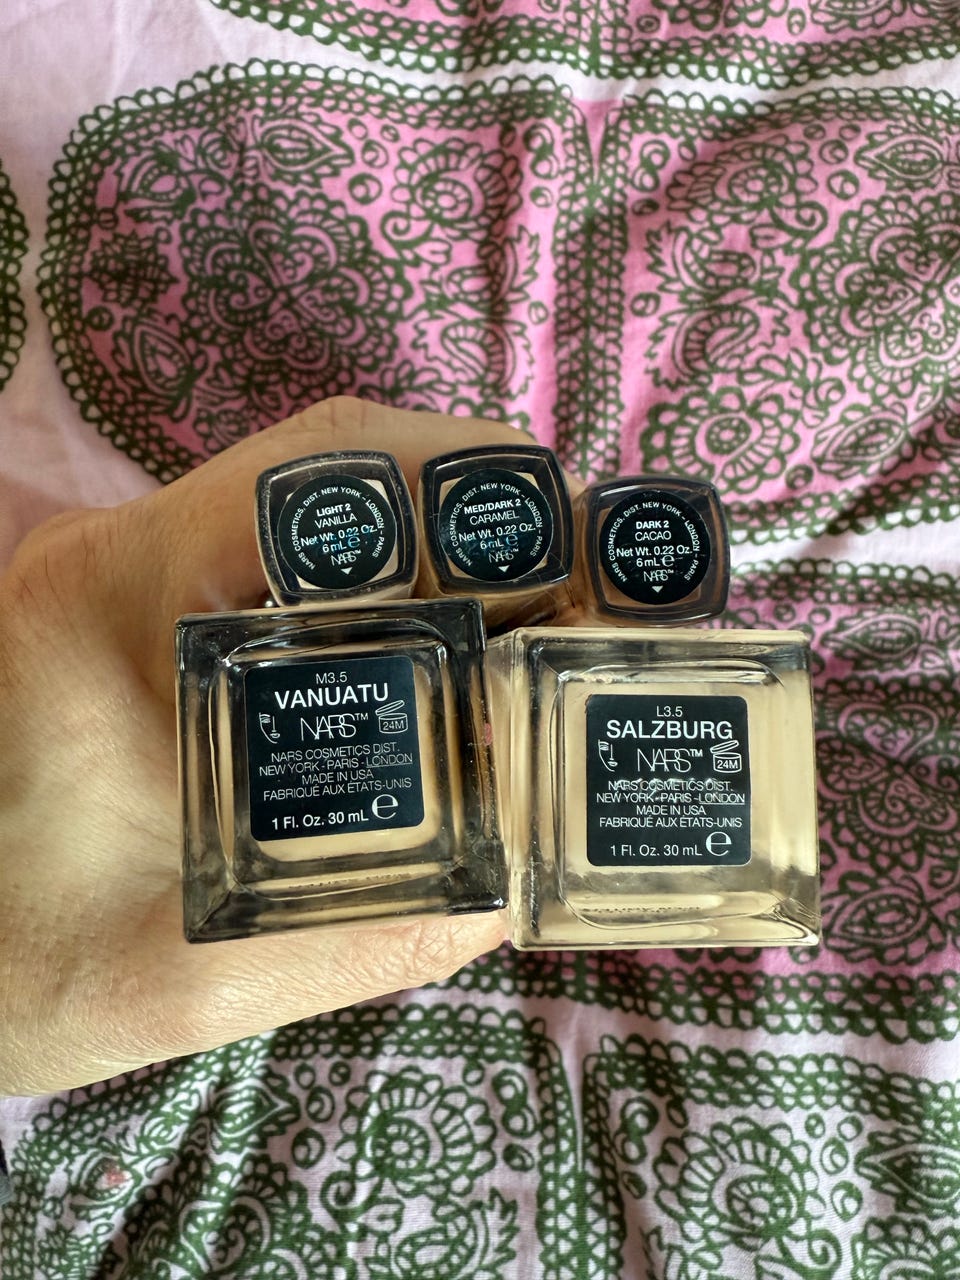 NARS COSMETICS, DIST. NEW YORK - LONDON - PARIS
LIGHT 2
VANILLA
Net Wt. 0.22 Oz.
6 mL e
NARS™
NARS COSMETICS, DIST. NEW YORK - LONDON - PARIS
MED/DARK 2
CARAMEL
Net Wt. 0.22 Oz.
6 mL e
NARS™
NARS COSMETICS, DIST. NEW YORK - LONDON - PARIS
DARK 2
CACAO
Net Wt. 0.22 Oz.
6 mL e
NARS™
M3.5
VANUATU
NARS™
24M
NARS COSMETICS DIST.
NEW YORK - PARIS - LONDON
MADE IN USA
FABRIQUÉ AUX ÉTATS-UNIS
1 Fl. Oz. 30 mL e
L3.5
SALZBURG
NARS™
24M
NARS COSMETICS DIST.
NEW YORK - PARIS - LONDON
MADE IN USA
FABRIQUÉ AUX ÉTATS-UNIS
1 Fl. Oz. 30 mL e